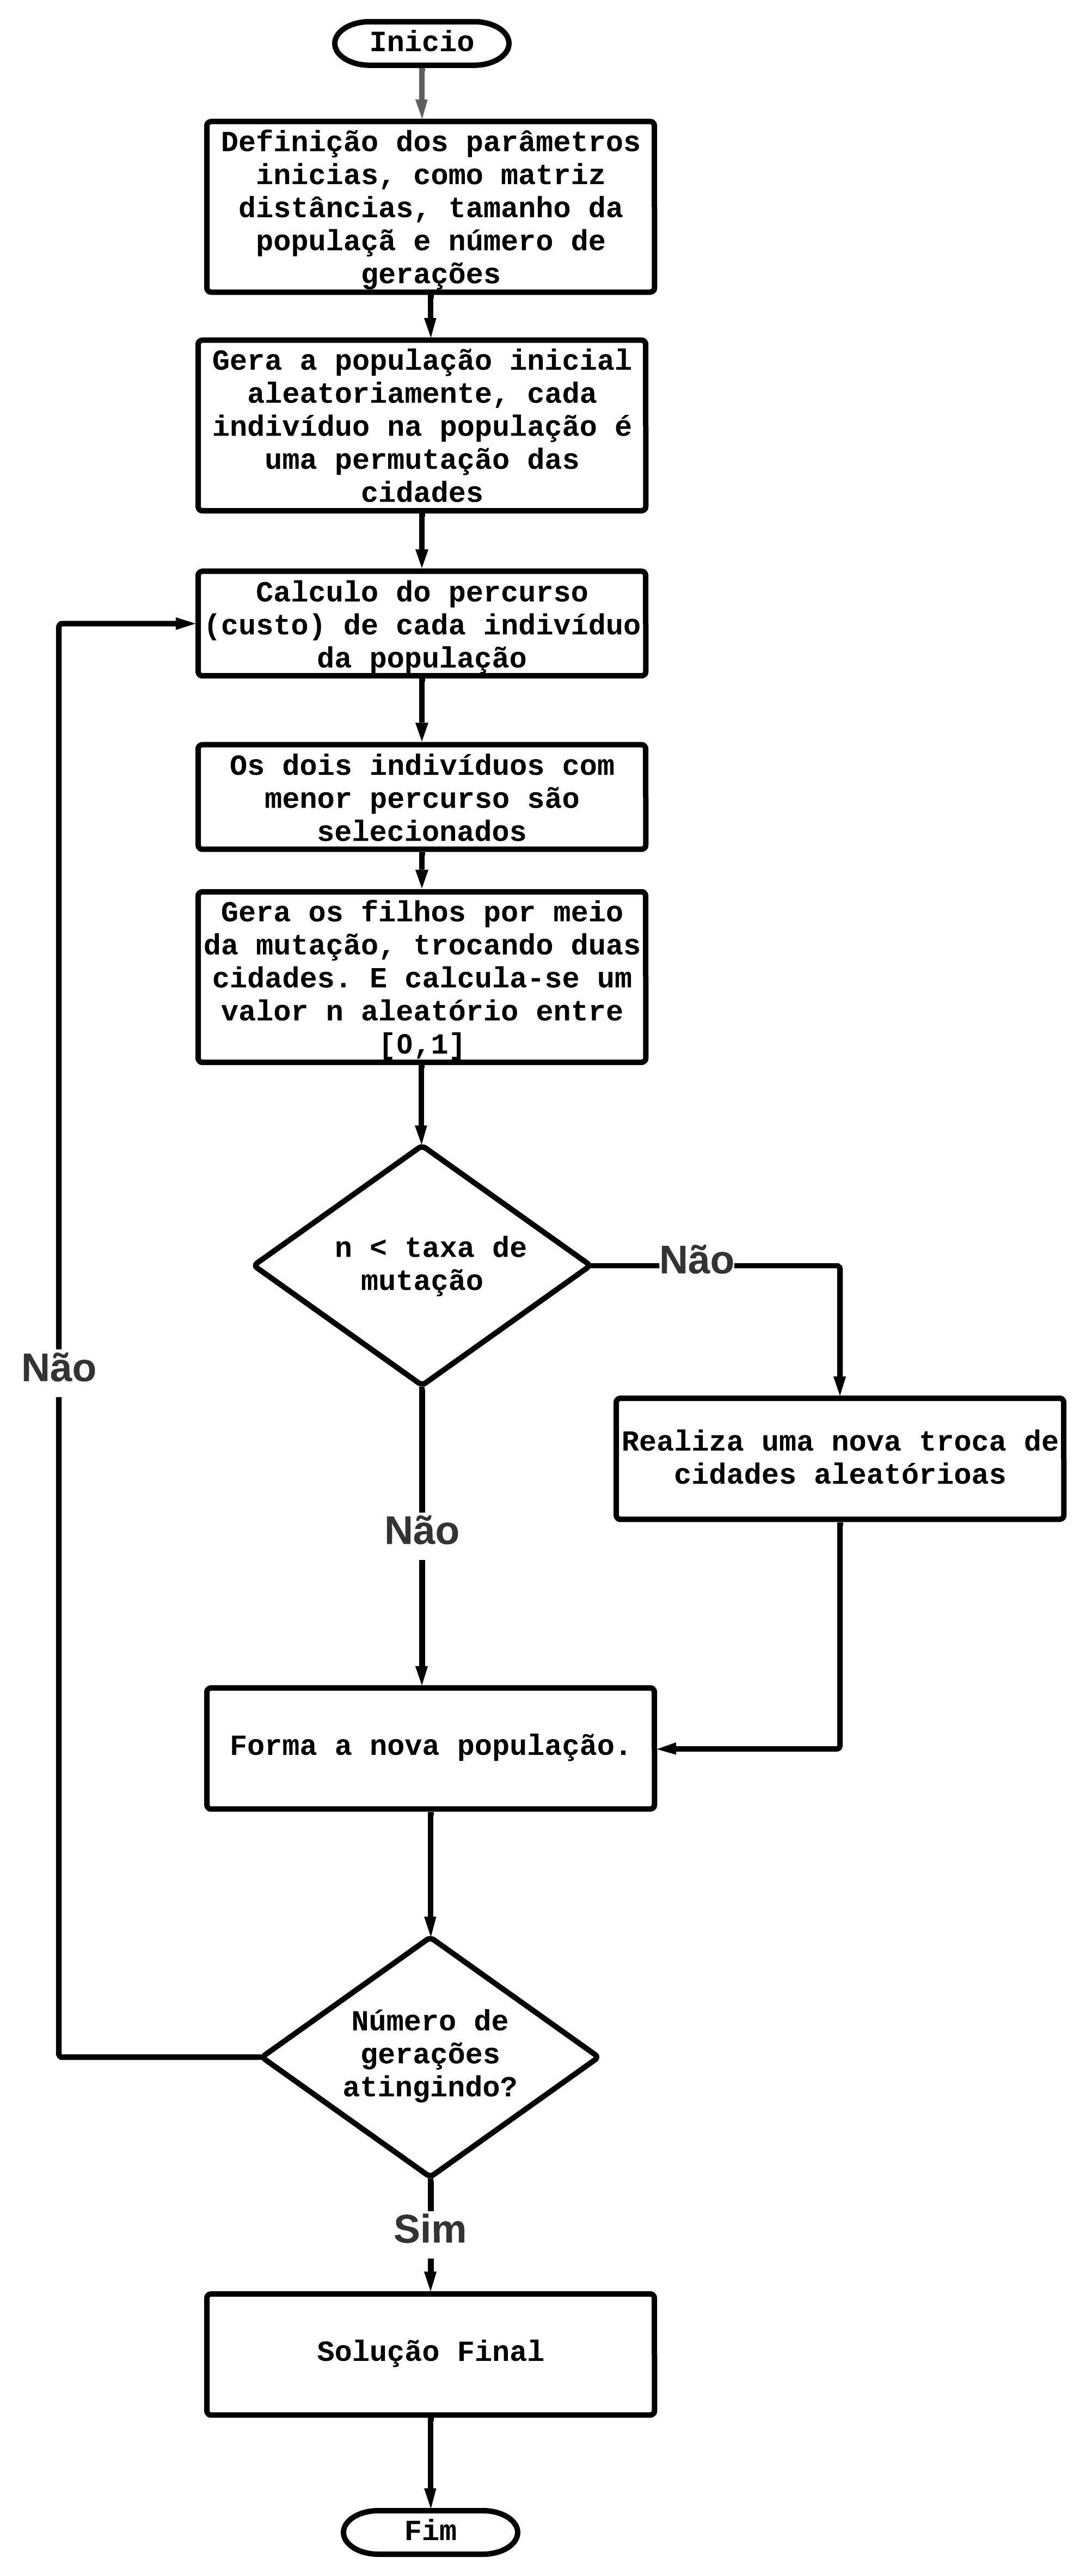 Inicio
Definição dos parâmetros
inicias, como matriz
distâncias, tamanho da
populaçã e número de
gerações
Gera a população inicial
aleatoriamente, cada
indivíduo na população é
uma permutação das
cidades
Calculo do percurso
(custo) de cada indivíduo
da população
Os dois indivíduos com
menor percurso são
selecionados
Gera os filhos por meio
da mutação, trocando duas
cidades. E calcula-se um
valor n aleatório entre
[0,1]
n < taxa de
mutação
Não
Não
Realiza uma nova troca de
cidades aleatórioas
Não
Forma a nova população.
Número de
gerações
atingindo?
Sim
Solução Final
Fim